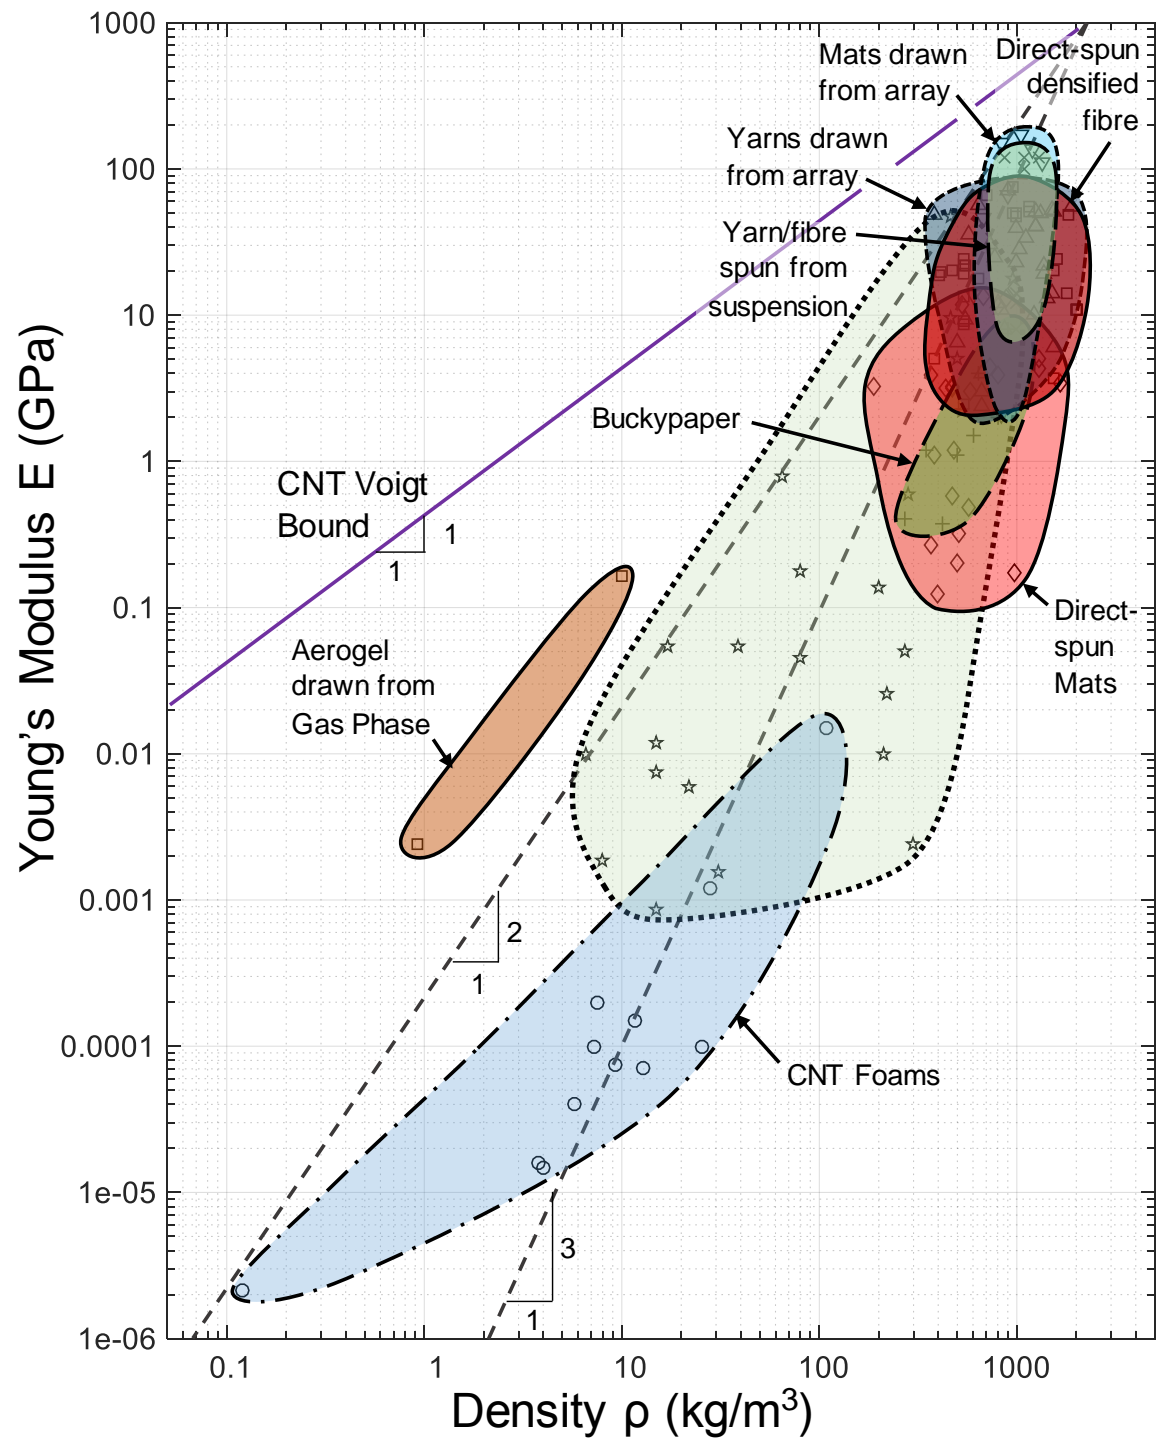 1000
100
10
1
0.1
0.01
0.001
0.0001
1e-05
1e-06
Young's Modulus E (GPa)
Mats drawn
from array
Direct-spun
densified
fibre
Yarns drawn
from array
Yarn/fibre
spun from
suspension
Buckypaper
CNT Voigt
Bound
1
1
Direct-
spun
Mats
Aerogel
drawn from
Gas Phase
2
1
CNT Foams
3
1
0.1
1
10
100
1000
Density ρ (kg/m³)